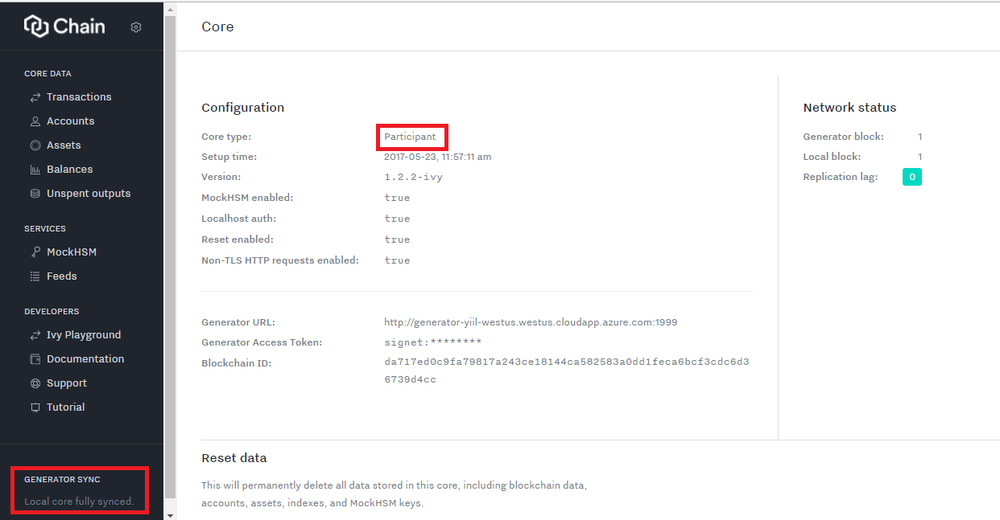 Chain
CORE DATA
Transactions
Accounts
Assets
Balances
Unspent outputs
SERVICES
MockHSM
Feeds
DEVELOPERS
Ivy Playground
Documentation
Support
Tutorial
GENERATOR SYNC
Local core fully synced.
Core
Configuration
Core type: Participant
Setup time: 2017-05-23, 11:57:11 am
Version: 1.2.2-ivy
MockHSM enabled: true
Localhost auth: true
Reset enabled: true
Non-TLS HTTP requests enabled: true
Generator URL: http://generator-yiil-westus.westus.cloudapp.azure.com:1999
Generator Access Token: signet:********
Blockchain ID: da717ed0c9fa79817a243ce18144ca582583a0dd1feca6bcf3cdc6d3
6739d4cc
Network status
Generator block: 1
Local block: 1
Replication lag: 0
Reset data
This will permanently delete all data stored in this core, including blockchain data,
accounts, assets, indexes, and MockHSM keys.